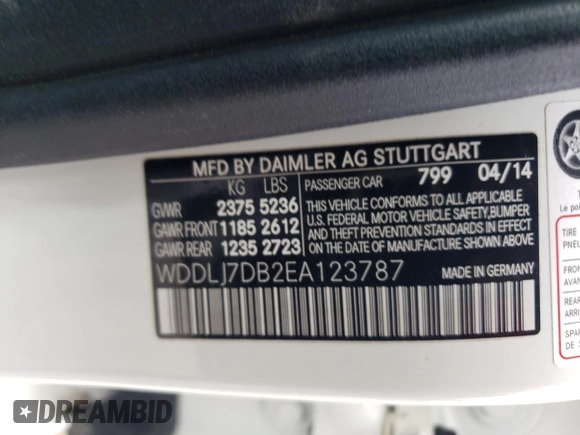 MFD BY DAIMLER AG STUTTGART
KG LBS
PASSENGER CAR 799 04/14
GVWR 2375 5236
GAWR FRONT 1185 2612
GAWR REAR 1235 2723
THIS VEHICLE CONFORMS TO ALL APPLICABLE
U.S. FEDERAL MOTOR VEHICLE SAFETY,BUMPER
AND THEFT PREVENTION STANDARDS IN EFFECT
ON THE DATE OF MANUFACTURE SHOWN ABOVE
WDDLJ7DB2EA123787 MADE IN GERMANY
Le po
TIRE
PNEU
FRON
AVAN
REAR
ARRI
SPAR
DE S
DREAMBID